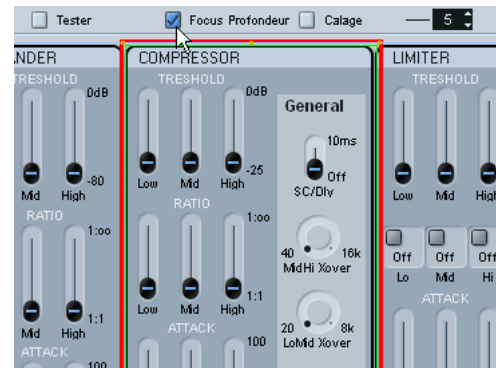 Tester
Focus Profondeur
Calage
5
ANDER
TRESHOLD
0dB
-80
Mid High
RATIO
1:oo
1:1
Mid High
ATTACK
100
COMPRESSOR
TRESHOLD
0dB
-25
Low Mid High
RATIO
1:oo
1:1
Low Mid High
ATTACK
100
General
10ms
Off
SC/Dly
40 16k
MidHi Xover
20 8k
LoMid Xover
LIMITER
TRESHOLD
Low Mid High
Off Off Off
Lo Mid Hi
ATTACK